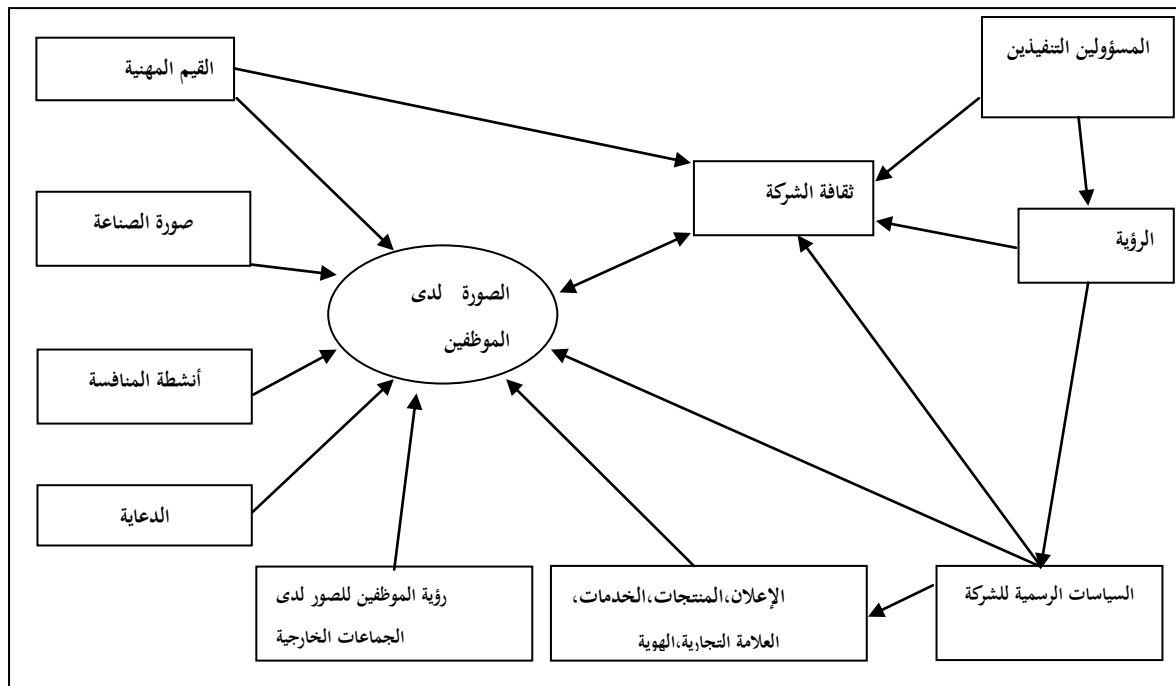 المسؤولين التنفيذين
القيم المهنية
ثقافة الشركة
صورة الصناعة
الرؤية
الصورة لدى
الموظفين
أنشطة المنافسة
الدعاية
السياسات الرسمية للشركة
الإعلان،المنتجات،الخدمات،
العلامة التجارية،الهوية
رؤية الموظفين للصور لدى
الجماعات الخارجية